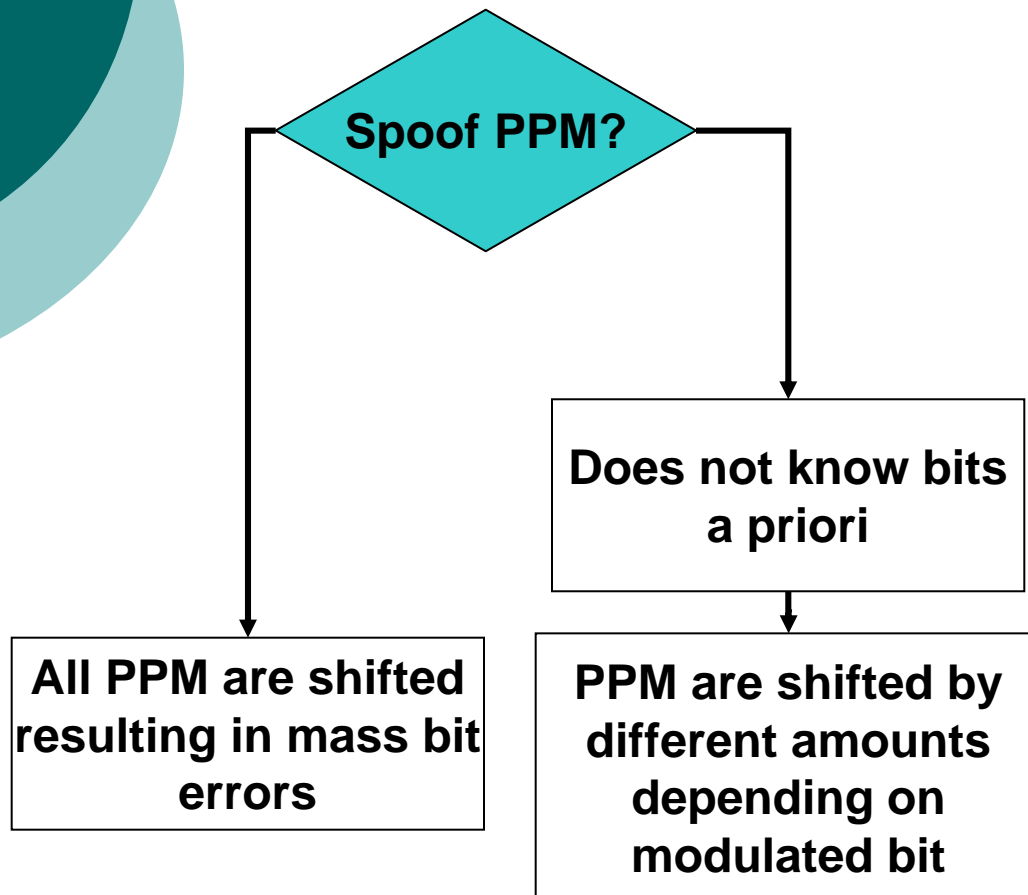 Spoof PPM?
Does not know bits
a priori
All PPM are shifted
resulting in mass bit
errors
PPM are shifted by
different amounts
depending on
modulated bit